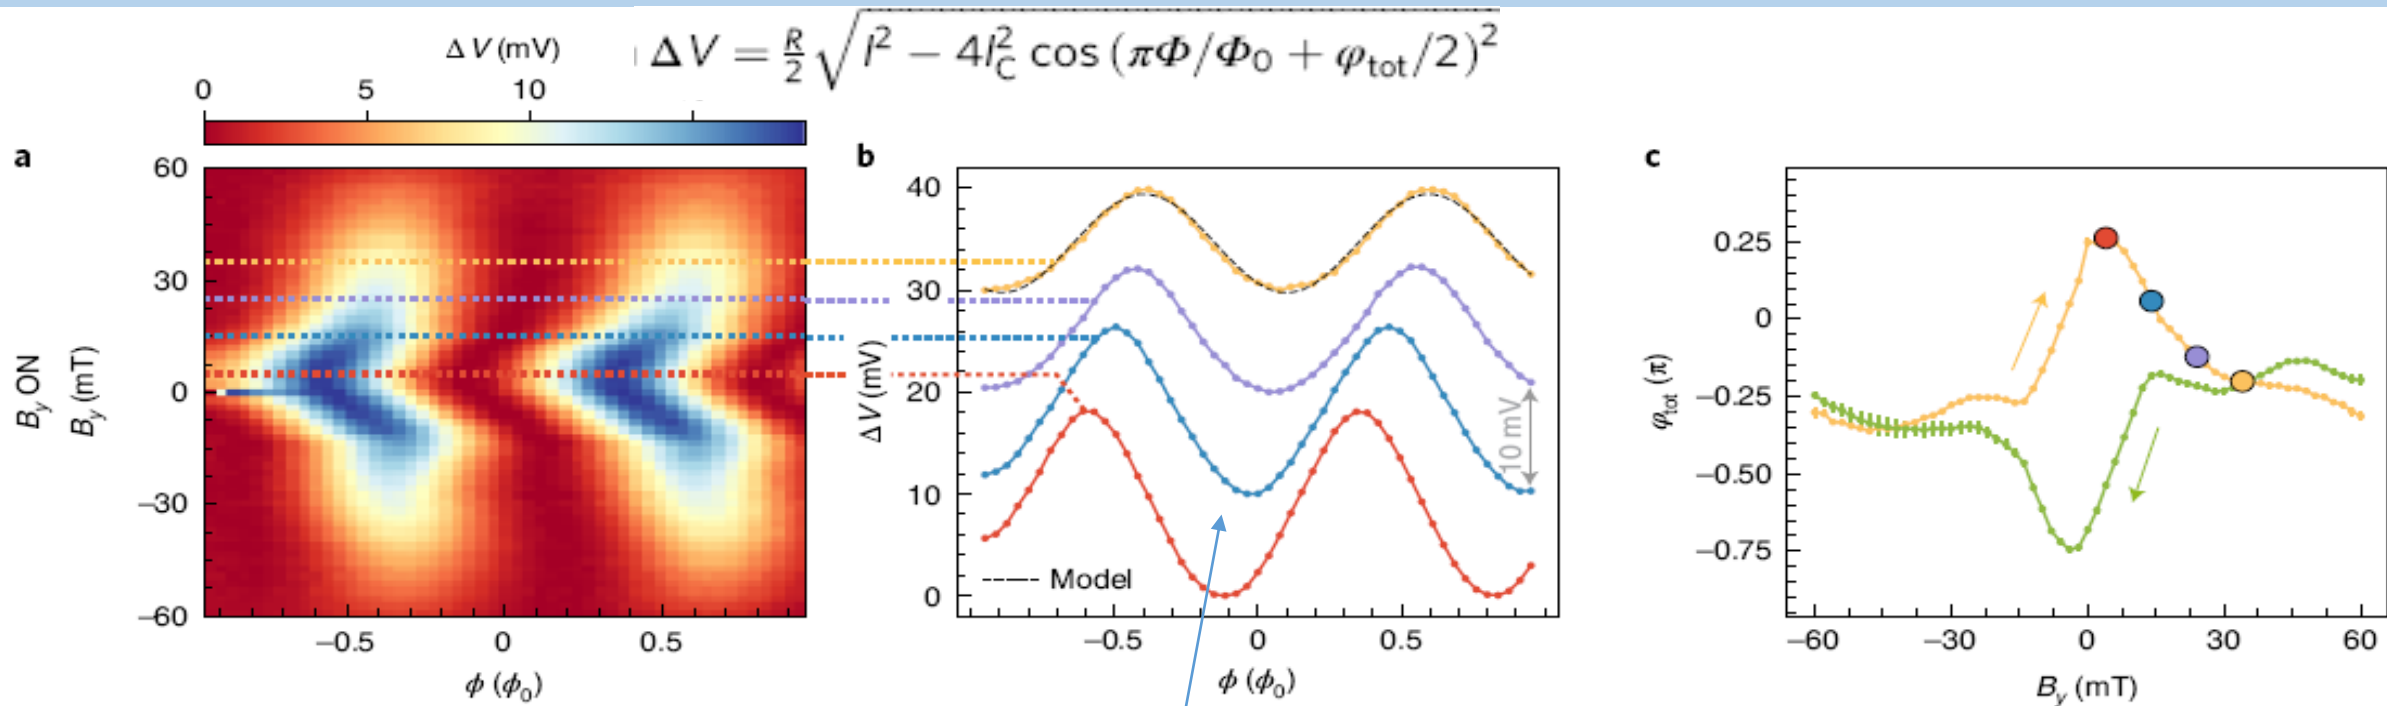 ΔV (mV)
ΔV = R/2 √(I² − 4I_C² cos (πΦ/Φ₀ + φ_tot/2)²
0 5 10
a
60
30
0
−30
−60
B_y ON
B_y (mT)
−0.5 0 0.5
ϕ (ϕ₀)
b
40
30
20
10
0
ΔV (mV)
10 mV
Model
−0.5 0 0.5
ϕ (ϕ₀)
c
0.25
0
−0.25
−0.50
−0.75
φ_tot (π)
−60 −30 0 30 60
B_y (mT)